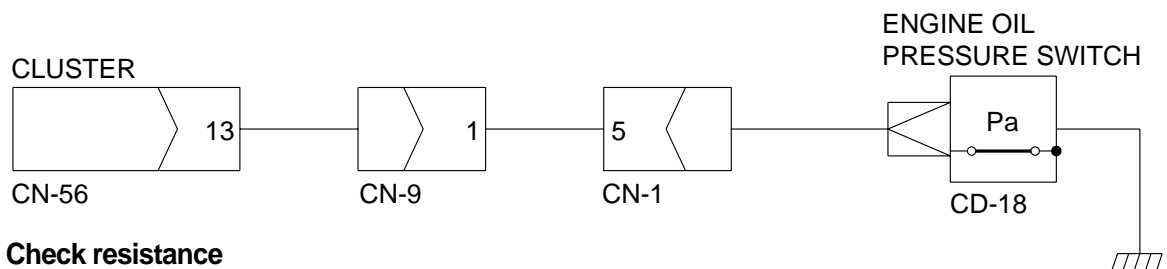 ENGINE OIL
PRESSURE SWITCH
CLUSTER
13
1
5
Pa
CN-56
CN-9
CN-1
CD-18
Check resistance